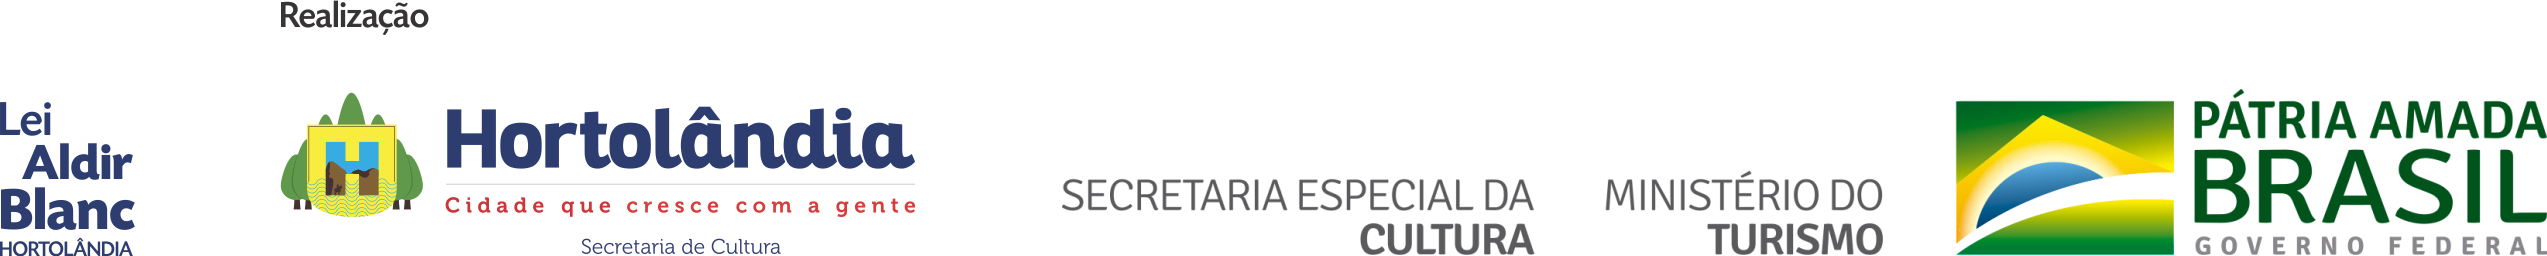 Realização
Lei
Aldir
Blanc
HORTOLÂNDIA
H
Hortolândia
Cidade que cresce com a gente
Secretaria de Cultura
SECRETARIA ESPECIAL DA
CULTURA
MINISTÉRIO DO
TURISMO
PÁTRIA AMADA
BRASIL
GOVERNO FEDERAL